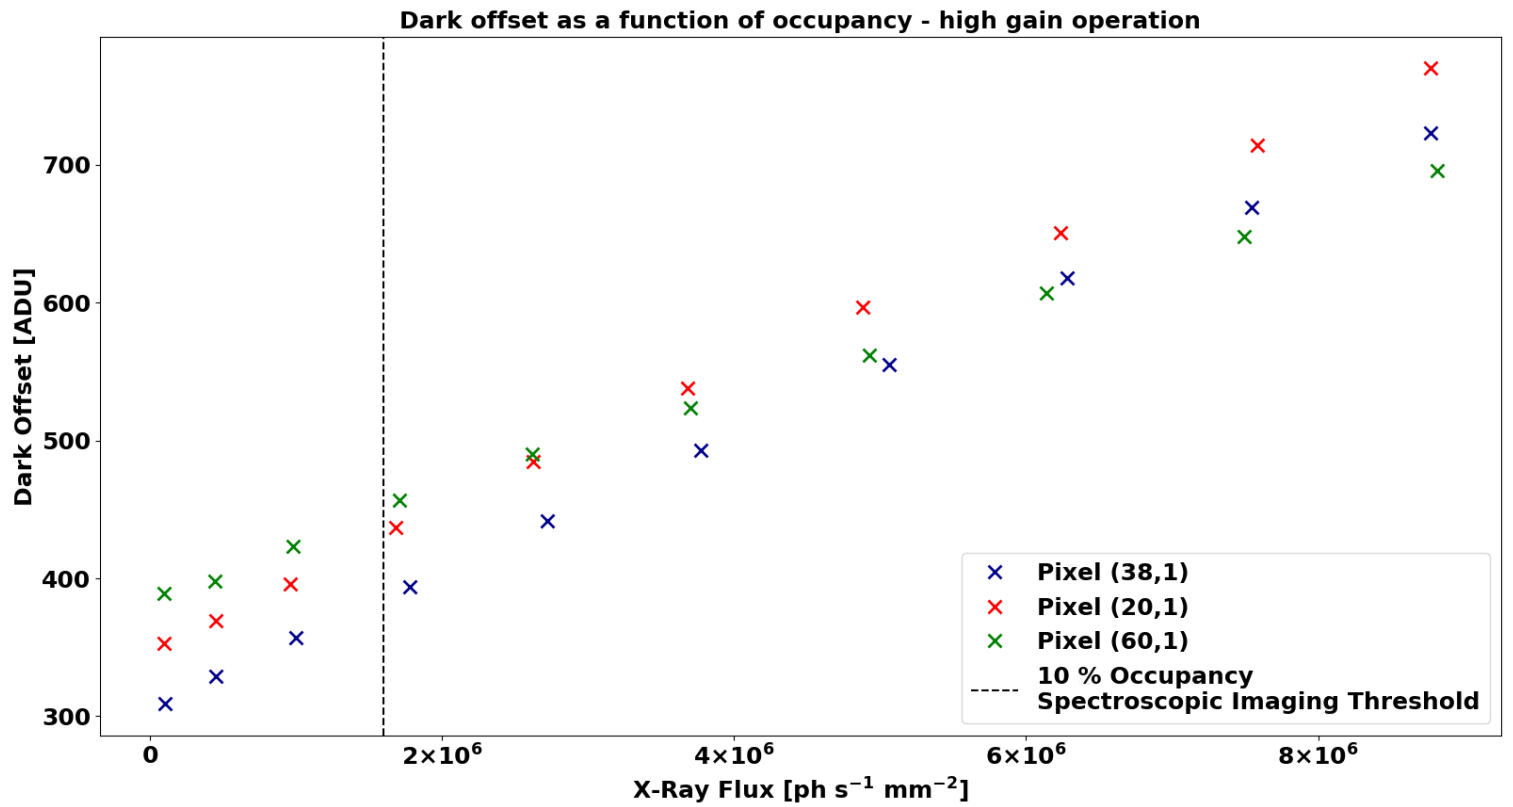 Dark offset as a function of occupancy - high gain operation
Dark Offset [ADU]
700
600
500
400
300
0 2×10⁶ 4×10⁶ 6×10⁶ 8×10⁶
X-Ray Flux [ph s⁻¹ mm⁻²]
Pixel (38,1)
Pixel (20,1)
Pixel (60,1)
10 % Occupancy
Spectroscopic Imaging Threshold